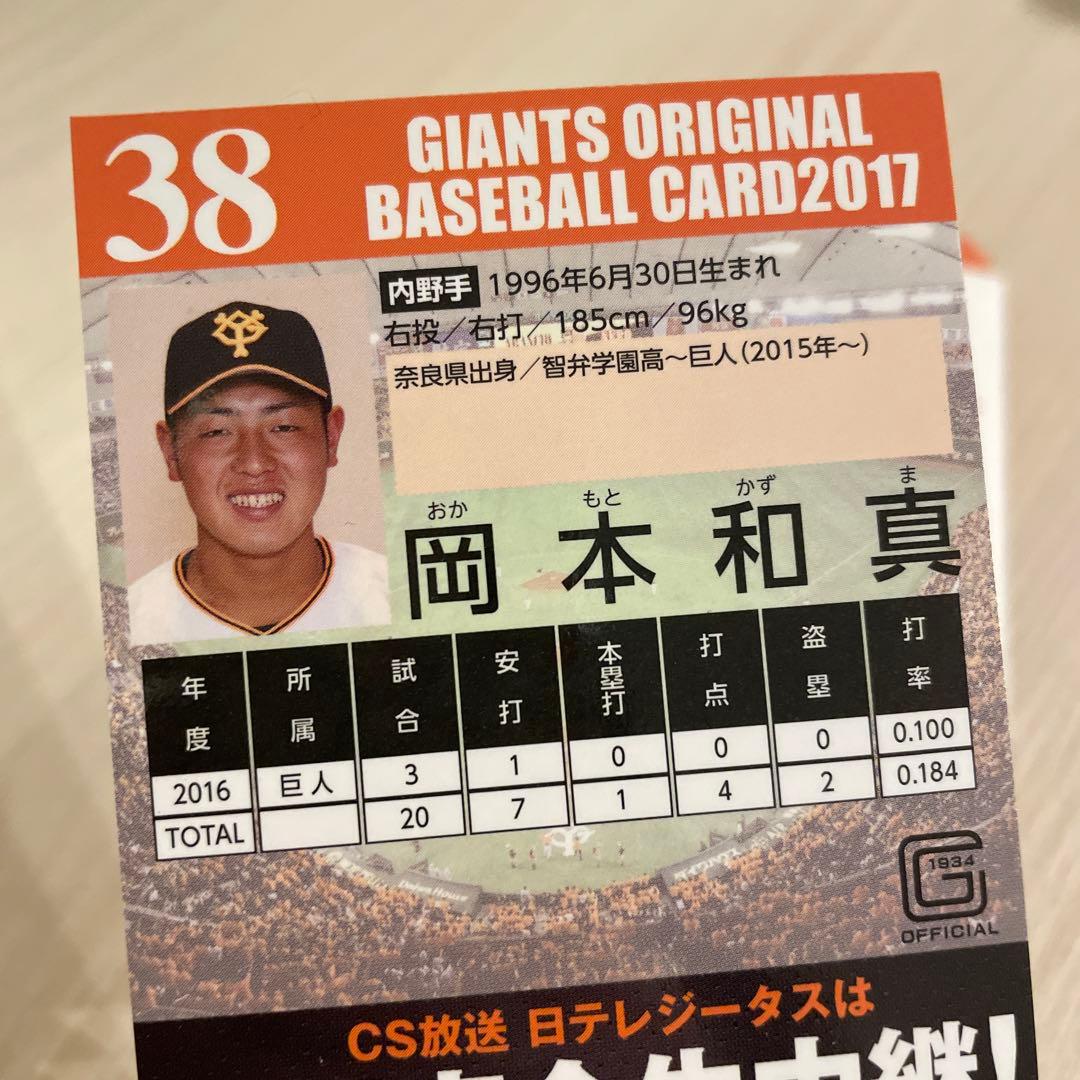 38
GIANTS ORIGINAL
BASEBALL CARD2017
内野手 1996年6月30日生まれ
右投／右打／185cm／96kg
奈良県出身／智弁学園高～巨人(2015年～)
おか もと かず ま
岡本和真
年度 所属 試合 安打 本塁打 打点 盗塁 打率
2016 巨人 3 1 0 0 0 0.100
TOTAL 20 7 1 4 2 0.184
1934
G
OFFICIAL
CS放送 日テレジータスは